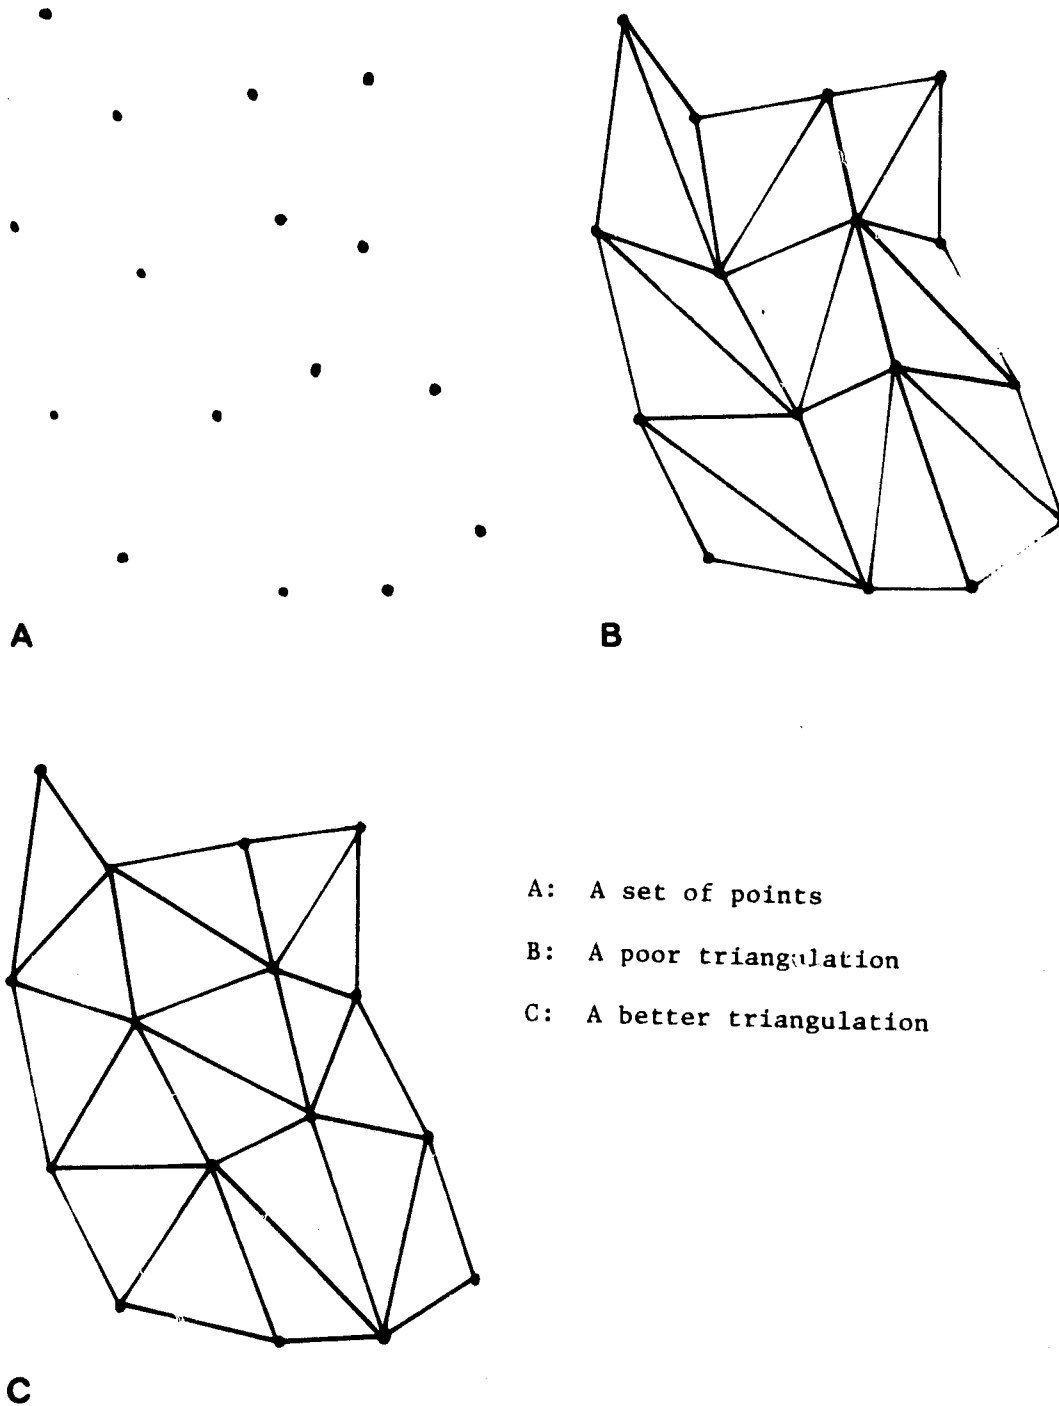 A
B
A: A set of points
B: A poor triangulation
C: A better triangulation
C